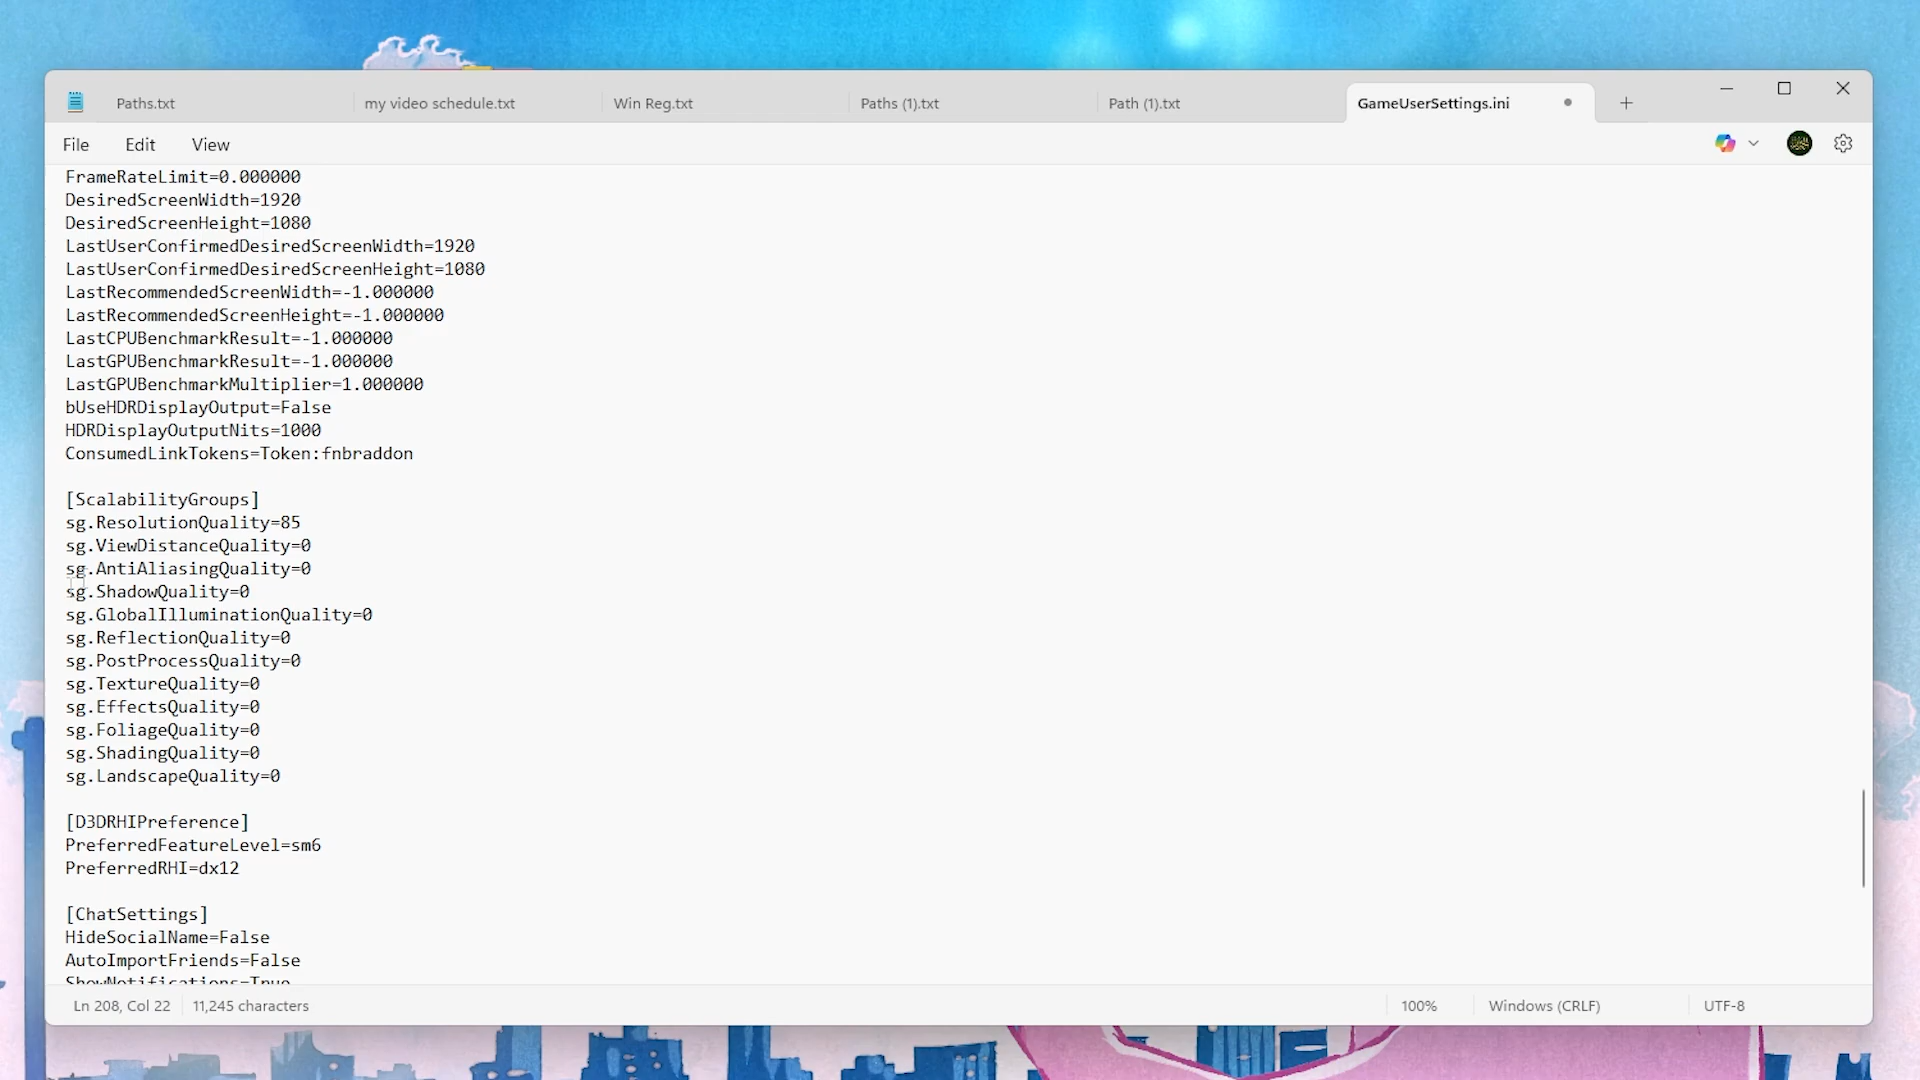 Paths.txt
my video schedule.txt
Win Reg.txt
Paths (1).txt
Path (1).txt
GameUserSettings.ini
File
Edit
View
FrameRateLimit=0.000000
DesiredScreenWidth=1920
DesiredScreenHeight=1080
LastUserConfirmedDesiredScreenWidth=1920
LastUserConfirmedDesiredScreenHeight=1080
LastRecommendedScreenWidth=-1.000000
LastRecommendedScreenHeight=-1.000000
LastCPUBenchmarkResult=-1.000000
LastGPUBenchmarkResult=-1.000000
LastGPUBenchmarkMultiplier=1.000000
bUseHDRDisplayOutput=False
HDRDisplayOutputNits=1000
ConsumedLinkTokens=Token:fnbraddon
[ScalabilityGroups]
sg.ResolutionQuality=85
sg.ViewDistanceQuality=0
sg.AntiAliasingQuality=0
sg.ShadowQuality=0
sg.GlobalIlluminationQuality=0
sg.ReflectionQuality=0
sg.PostProcessQuality=0
sg.TextureQuality=0
sg.EffectsQuality=0
sg.FoliageQuality=0
sg.ShadingQuality=0
sg.LandscapeQuality=0
[D3DRHIPreference]
PreferredFeatureLevel=sm6
PreferredRHI=dx12
[ChatSettings]
HideSocialName=False
AutoImportFriends=False
ShowNotifications=True
Ln 208, Col 22
11,245 characters
100%
Windows (CRLF)
UTF-8